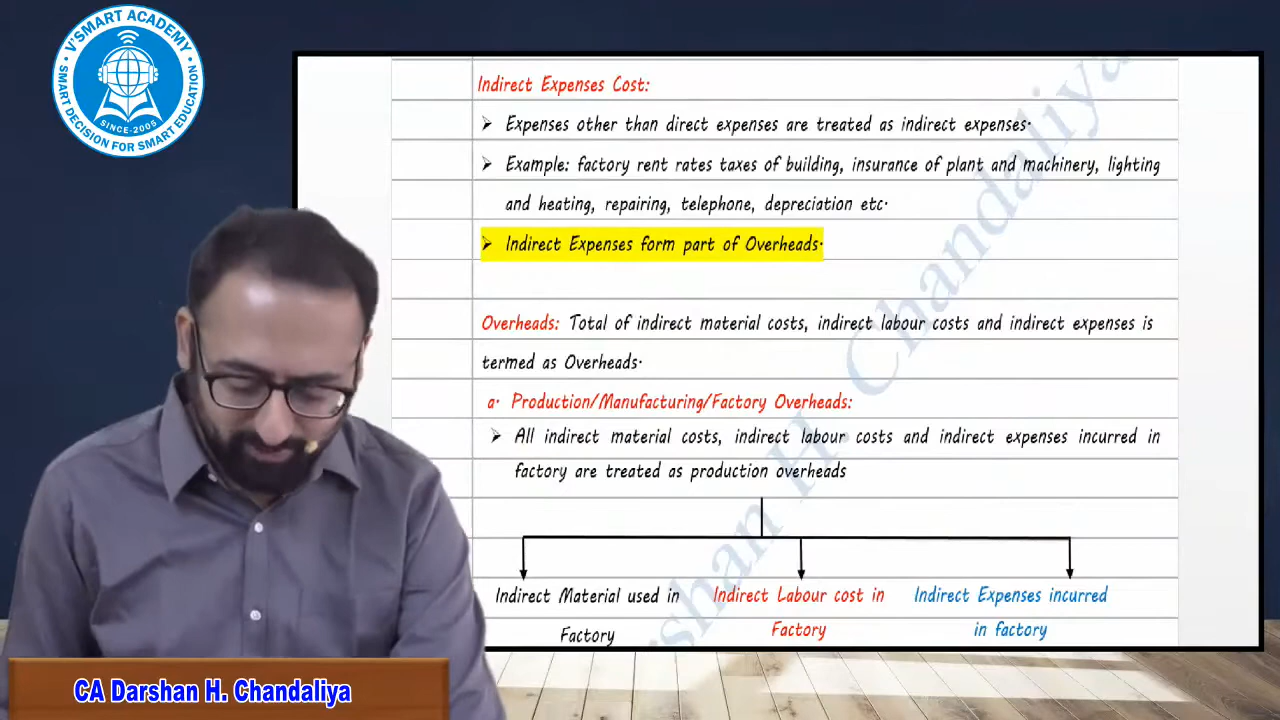 V'SMART ACADEMY
SINCE-2006
SMART DECISION FOR SMART EDUCATION
Indirect Expenses Cost:
➢ Expenses other than direct expenses are treated as indirect expenses.
➢ Example: factory rent rates taxes of building, insurance of plant and machinery, lighting
and heating, repairing, telephone, depreciation etc.
➢ Indirect Expenses form part of Overheads.
Overheads: Total of indirect material costs, indirect labour costs and indirect expenses is
termed as Overheads.
a. Production/Manufacturing/Factory Overheads:
➢ All indirect material costs, indirect labour costs and indirect expenses incurred in
factory are treated as production overheads
Indirect Material used in
Factory
Indirect Labour cost in
Factory
Indirect Expenses incurred
in factory
rshan H. Chandaliya
CA Darshan H. Chandaliya